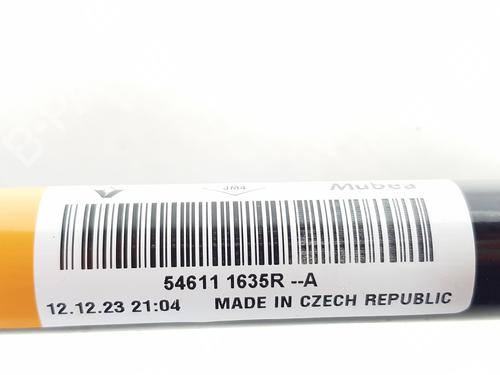 JM4 Mubea
54611 1635R --A
12.12.23 21:04 MADE IN CZECH REPUBLIC